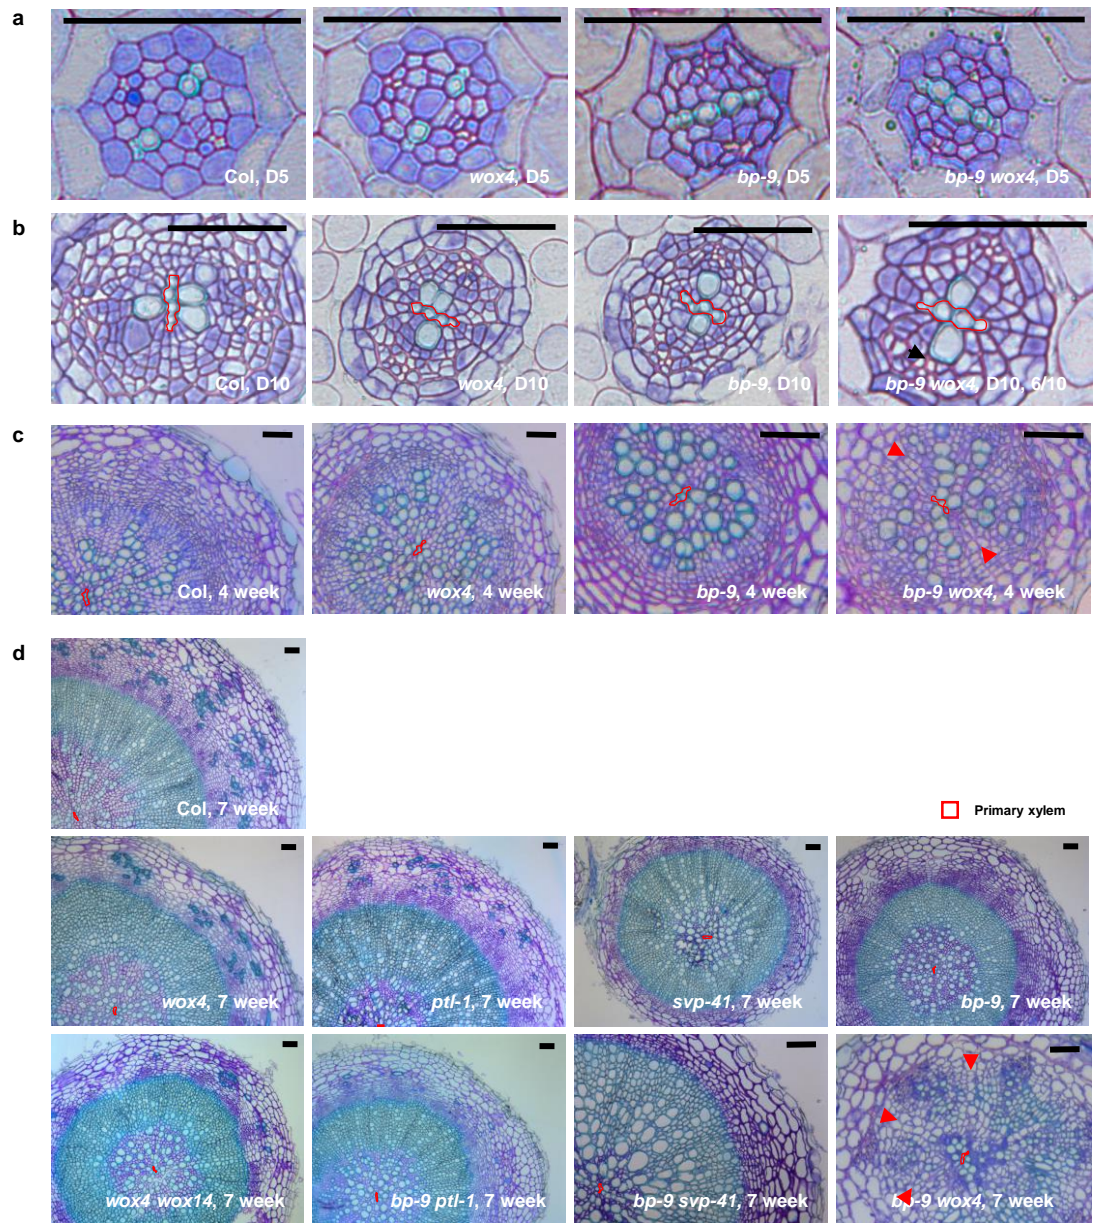 a
Col, D5
wox4, D5
bp-9, D5
bp-9 wox4, D5
b
Col, D10
wox4, D10
bp-9, D10
bp-9 wox4, D10, 6/10
c
Col, 4 week
wox4, 4 week
bp-9, 4 week
bp-9 wox4, 4 week
d
Col, 7 week
Primary xylem
wox4, 7 week
ptl-1, 7 week
svp-41, 7 week
bp-9, 7 week
wox4 wox14, 7 week
bp-9 ptl-1, 7 week
bp-9 svp-41, 7 week
bp-9 wox4, 7 week